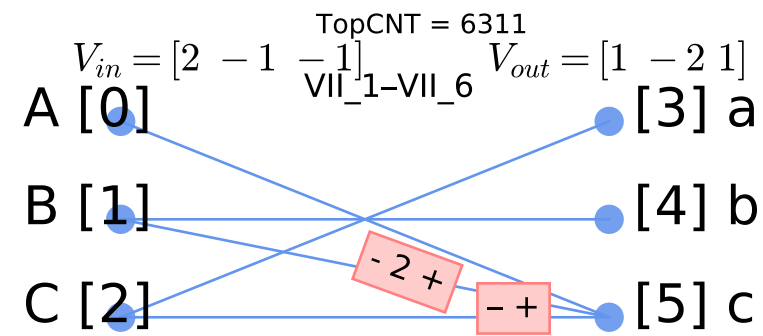 TopCNT = 6311
V_in = [2 −1 −1] V_out = [1 −2 1]
VII_1–VII_6
A [0] [3] a
B [1] [4] b
- 2 +
C [2] – + [5] c